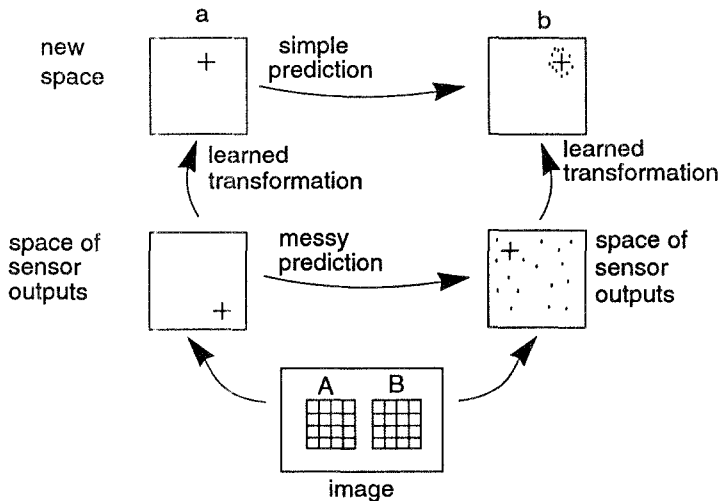 a
b
new
space
simple
prediction
learned
transformation
learned
transformation
space of
sensor
outputs
messy
prediction
space of
sensor
outputs
A
B
image